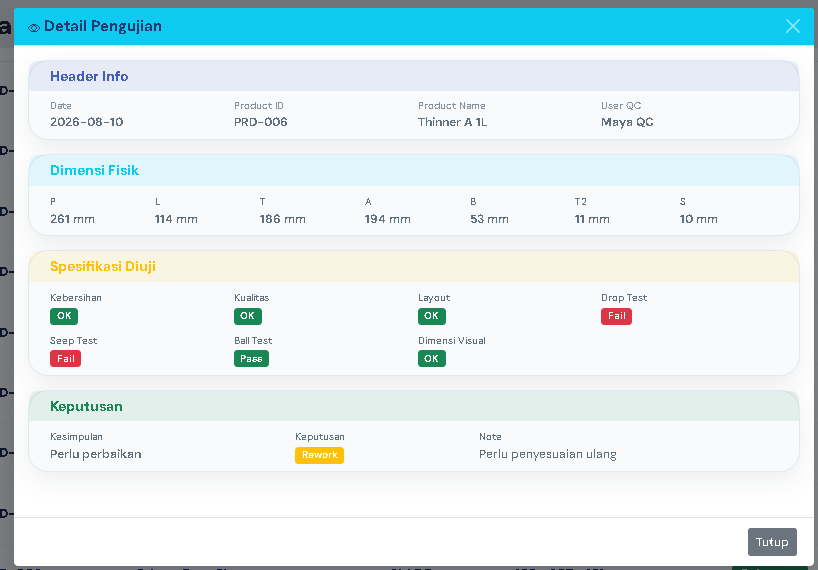 Detail Pengujian
Header Info
Date Product ID Product Name User QC
2026-08-10 PRD-006 Thinner A 1L Maya QC
Dimensi Fisik
P L T A B T2 S
261 mm 114 mm 186 mm 194 mm 53 mm 11 mm 10 mm
Spesifikasi Diuji
Kebersihan Kualitas Layout Drop Test
OK OK OK Fail
Seep Test Ball Test Dimensi Visual
Fail Pass OK
Keputusan
Kesimpulan Keputusan Note
Perlu perbaikan Rework Perlu penyesuaian ulang
Tutup